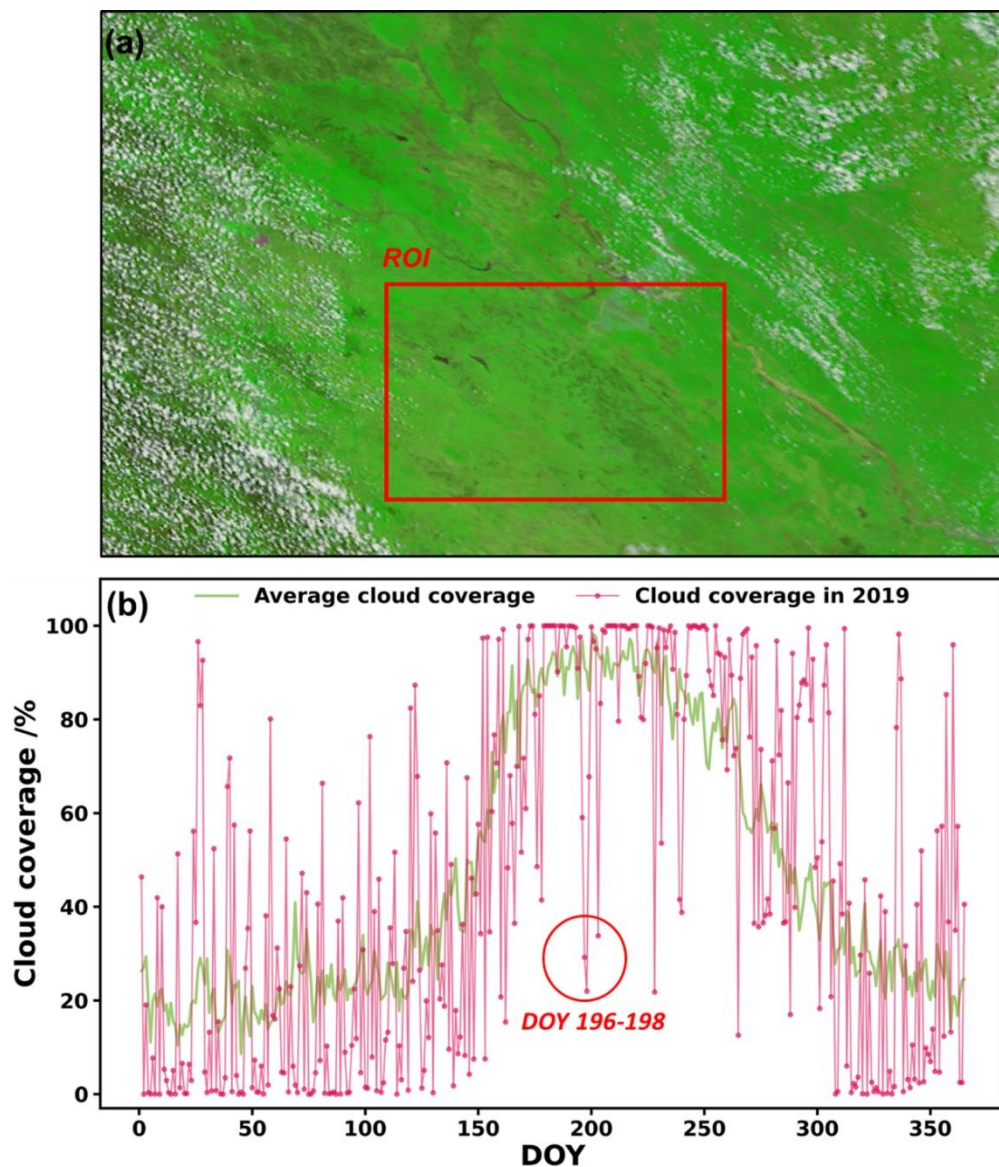 (a)
ROI
(b)
Average cloud coverage
Cloud coverage in 2019
100
80
60
40
20
0
Cloud coverage /%
DOY 196-198
0 50 100 150 200 250 300 350
DOY